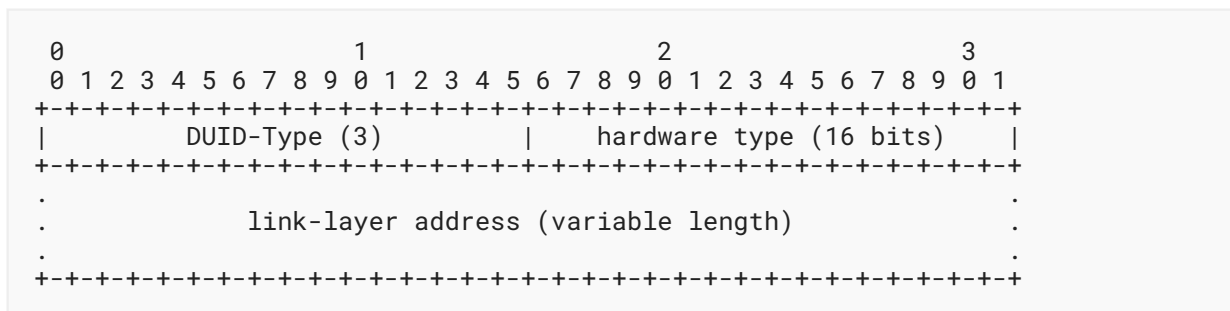 0                   1                   2                   3
 0 1 2 3 4 5 6 7 8 9 0 1 2 3 4 5 6 7 8 9 0 1 2 3 4 5 6 7 8 9 0 1
+-+-+-+-+-+-+-+-+-+-+-+-+-+-+-+-+-+-+-+-+-+-+-+-+-+-+-+-+-+-+-+-+
|         DUID-Type (3)         |    hardware type (16 bits)    |
+-+-+-+-+-+-+-+-+-+-+-+-+-+-+-+-+-+-+-+-+-+-+-+-+-+-+-+-+-+-+-+-+
.                                                               .
.             link-layer address (variable length)              .
.                                                               .
+-+-+-+-+-+-+-+-+-+-+-+-+-+-+-+-+-+-+-+-+-+-+-+-+-+-+-+-+-+-+-+-+